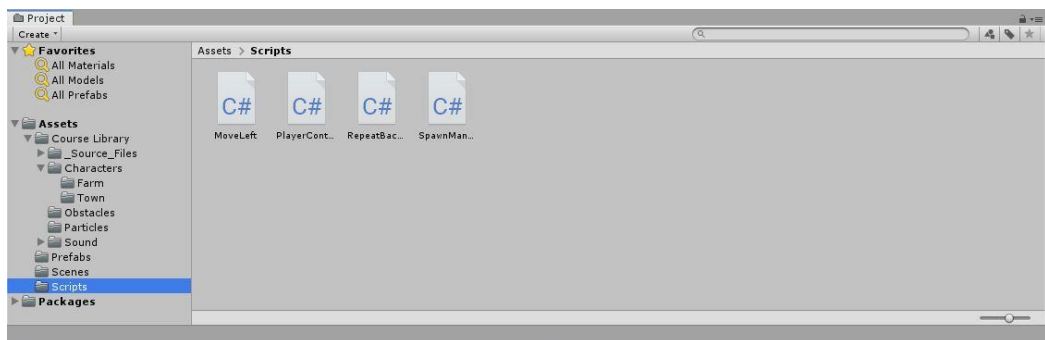 Project
Create
Favorites
All Materials
All Models
All Prefabs
Assets
Course Library
_Source_Files
Characters
Farm
Town
Obstacles
Particles
Sound
Prefabs
Scenes
Scripts
Packages
Assets > Scripts
C# C# C# C#
MoveLeft PlayerCont... RepeatBac... SpawnMan...